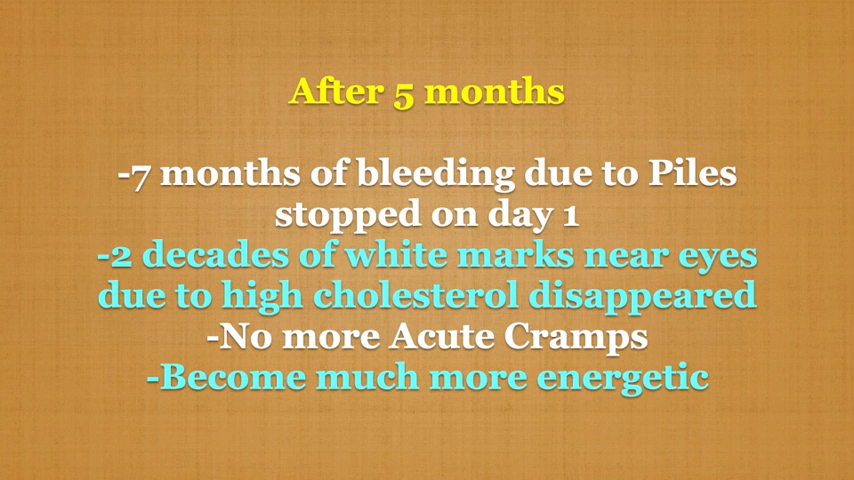 After 5 months
-7 months of bleeding due to Piles
stopped on day 1
-2 decades of white marks near eyes
due to high cholesterol disappeared
-No more Acute Cramps
-Become much more energetic